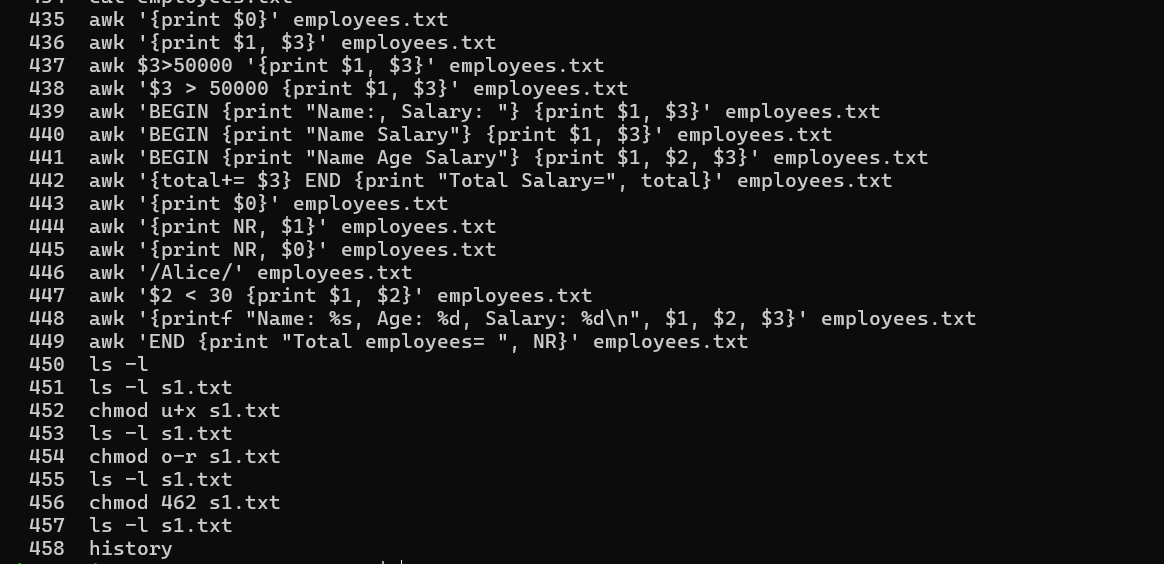 434 cat employees.txt
435 awk '{print $0}' employees.txt
436 awk '{print $1, $3}' employees.txt
437 awk $3>50000 '{print $1, $3}' employees.txt
438 awk '$3 > 50000 {print $1, $3}' employees.txt
439 awk 'BEGIN {print "Name:, Salary: "} {print $1, $3}' employees.txt
440 awk 'BEGIN {print "Name Salary"} {print $1, $3}' employees.txt
441 awk 'BEGIN {print "Name Age Salary"} {print $1, $2, $3}' employees.txt
442 awk '{total+= $3} END {print "Total Salary=", total}' employees.txt
443 awk '{print $0}' employees.txt
444 awk '{print NR, $1}' employees.txt
445 awk '{print NR, $0}' employees.txt
446 awk '/Alice/' employees.txt
447 awk '$2 < 30 {print $1, $2}' employees.txt
448 awk '{printf "Name: %s, Age: %d, Salary: %d\n", $1, $2, $3}' employees.txt
449 awk 'END {print "Total employees= ", NR}' employees.txt
450 ls -l
451 ls -l s1.txt
452 chmod u+x s1.txt
453 ls -l s1.txt
454 chmod o-r s1.txt
455 ls -l s1.txt
456 chmod 462 s1.txt
457 ls -l s1.txt
458 history